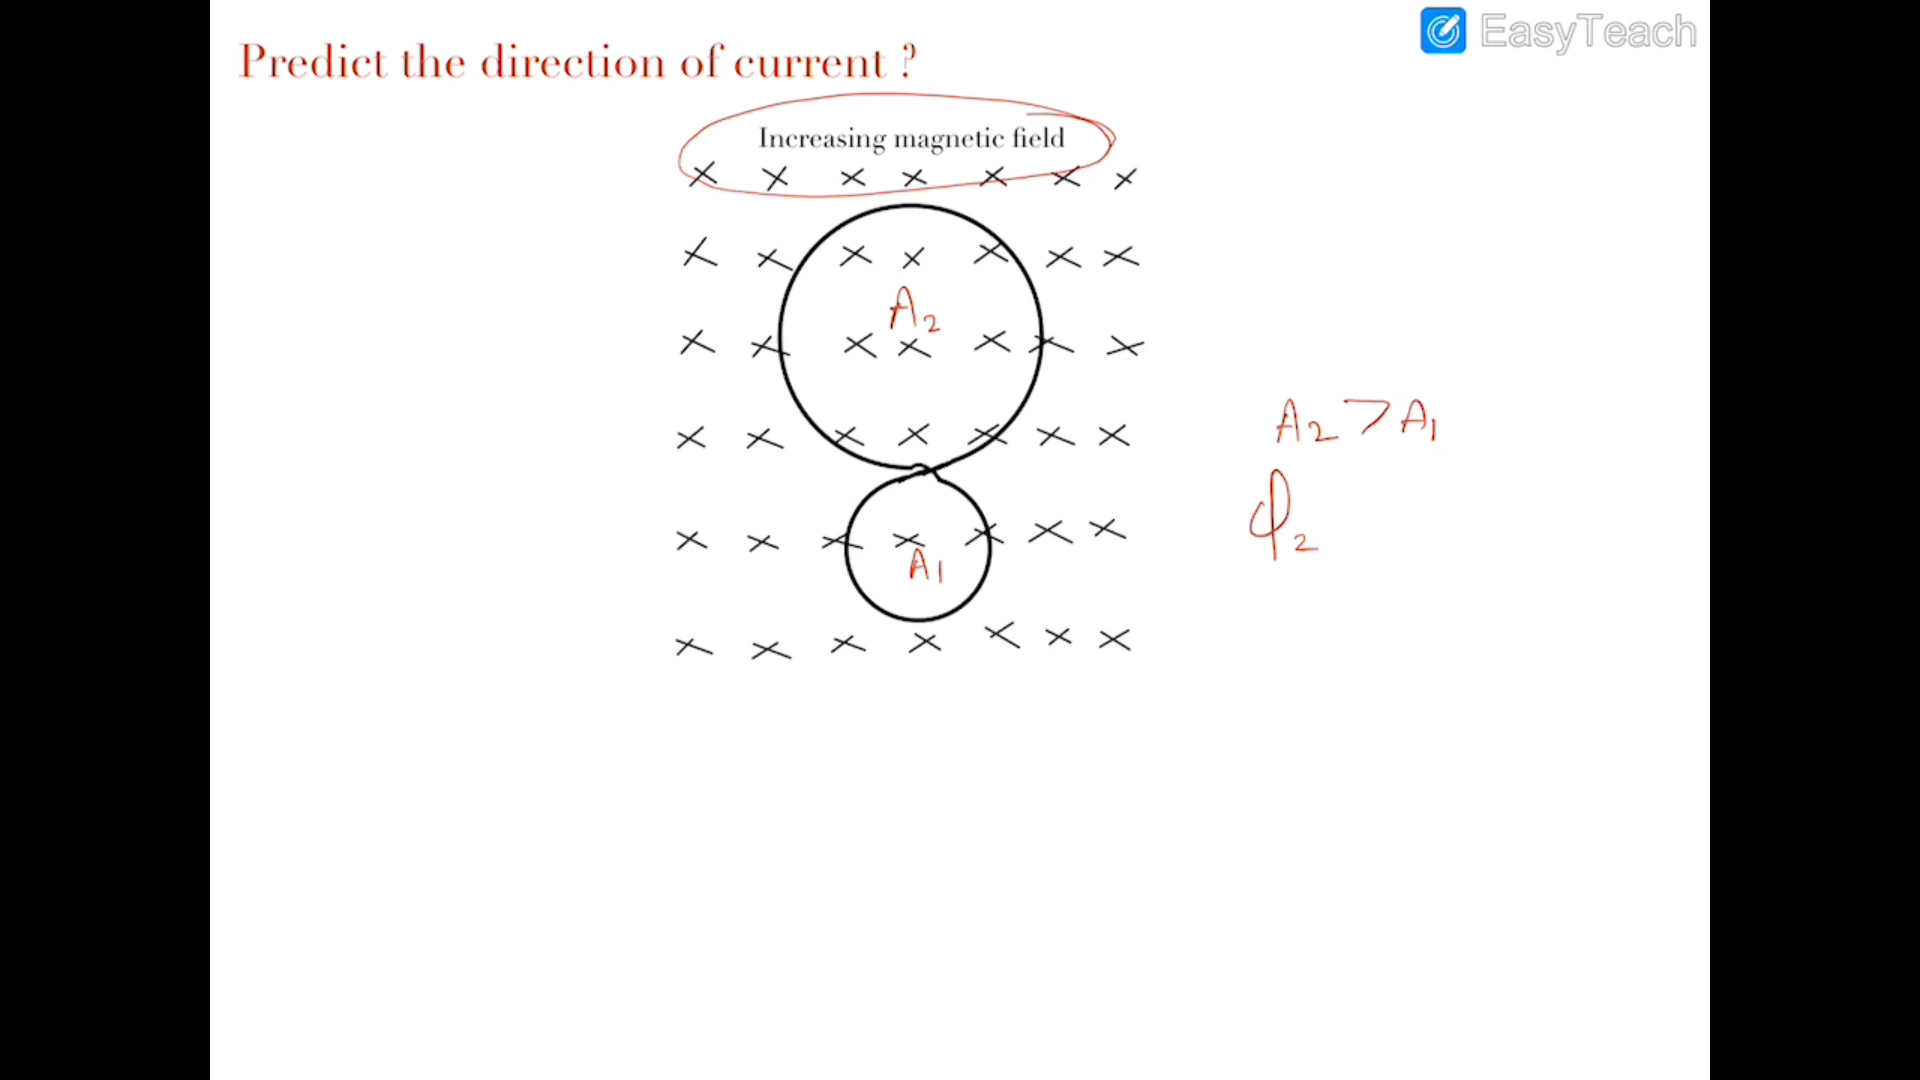 EasyTeach
Predict the direction of current ?
Increasing magnetic field
A₂
A₂ > A₁
φ₂
A₁